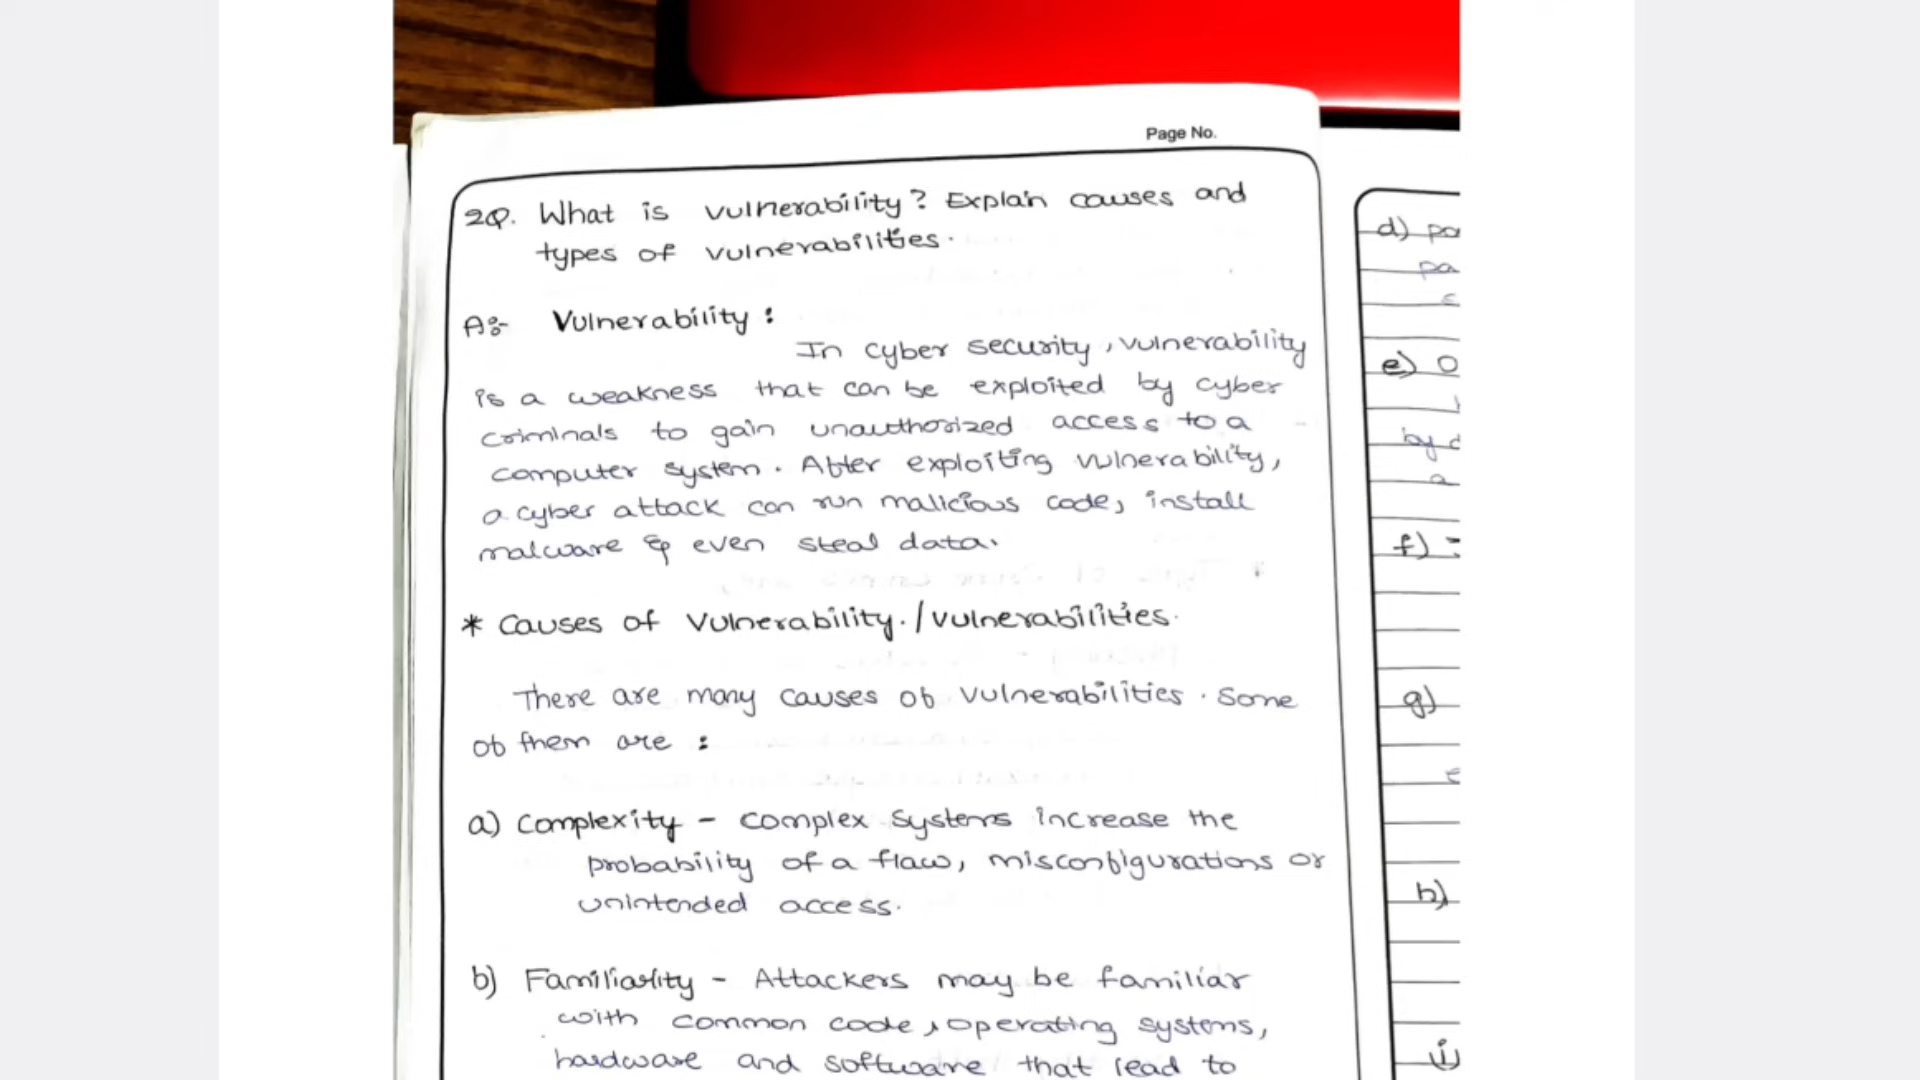 Page No.
2Q. What is vulnerability? Explain causes and
types of vulnerabilities.
A:- Vulnerability :
In cyber security, vulnerability
is a weakness that can be exploited by cyber
criminals to gain unauthorized access to a
computer system. After exploiting vulnerability,
a cyber attack can run malicious code, install
malware & even steal data.
* Causes of Vulnerability./Vulnerabilities.
There are many causes of vulnerabilities. Some
of them are :
a) Complexity - complex systems increase the
probability of a flaw, misconfigurations or
unintended access.
b) Familiarity - Attackers may be familiar
with common code, operating systems,
hardware and software that lead to
d) pa
pa
s
e) O
by
a
f)
g)
e
h)
i)